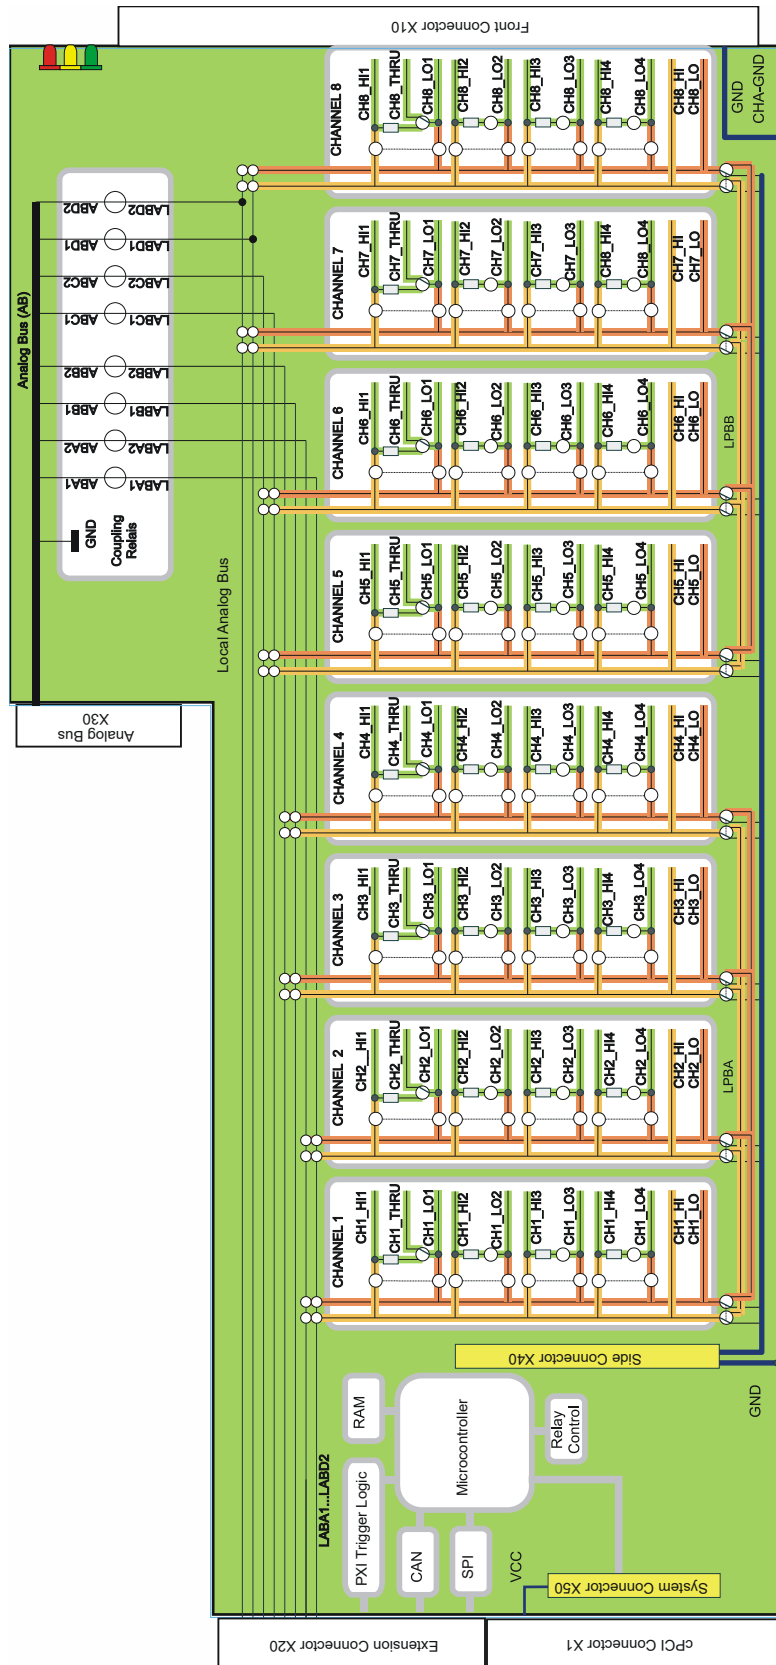 Front Connector X10
CHANNEL 8
CH8_HI1
CH8_THRU
CH8_LO1
CH8_HI2
CH8_LO2
CH8_HI3
CH8_LO3
CH8_HI4
CH8_LO4
CH8_HI
CH8_LO
GND
CHA-GND
Analog Bus (AB)
ABD2
LABD2
ABD1
LABD1
ABC2
LABC2
ABC1
LABC1
ABB2
LABB2
ABB1
LABB1
ABA2
LABA2
ABA1
LABA1
GND
Coupling
Relais
CHANNEL 7
CH7_HI1
CH7_THRU
CH7_LO1
CH7_HI2
CH7_LO2
CH7_HI3
CH7_LO3
CH8_HI4
CH8_LO4
CH7_HI
CH7_LO
CHANNEL 6
CH6_HI1
CH6_THRU
CH6_LO1
CH6_HI2
CH6_LO2
CH6_HI3
CH6_LO3
CH6_HI4
CH6_LO4
CH6_HI
CH6_LO
LPBB
Local Analog Bus
CHANNEL 5
CH5_HI1
CH5_THRU
CH5_LO1
CH5_HI2
CH5_LO2
CH5_HI3
CH5_LO3
CH5_HI4
CH5_LO4
CH5_HI
CH5_LO
Analog Bus
X30
CHANNEL 4
CH4_HI1
CH4_THRU
CH4_LO1
CH4_HI2
CH4_LO2
CH4_HI3
CH4_LO3
CH4_HI4
CH4_LO4
CH4_HI
CH4_LO
CHANNEL 3
CH3_HI1
CH3_THRU
CH3_LO1
CH3_HI2
CH3_LO2
CH3_HI3
CH3_LO3
CH3_HI4
CH3_LO4
CH3_HI
CH3_LO
CHANNEL 2
CH2__HI1
CH2_THRU
CH2_LO1
CH2_HI2
CH2_LO2
CH2_HI3
CH2_LO3
CH2_HI4
CH2_LO4
CH2_HI
CH2_LO
LPBA
CHANNEL 1
CH1_HI1
CH1_THRU
CH1_LO1
CH1_HI2
CH1_LO2
CH1_HI3
CH1_LO3
CH1_HI4
CH1_LO4
CH1_HI
CH1_LO
Side Connector X40
GND
RAM
Microcontroller
Relay
Control
LABA1...LABD2
PXI Trigger Logic
CAN
SPI
VCC
System Connector X50
Extension Connector X20
cPCI Connector X1